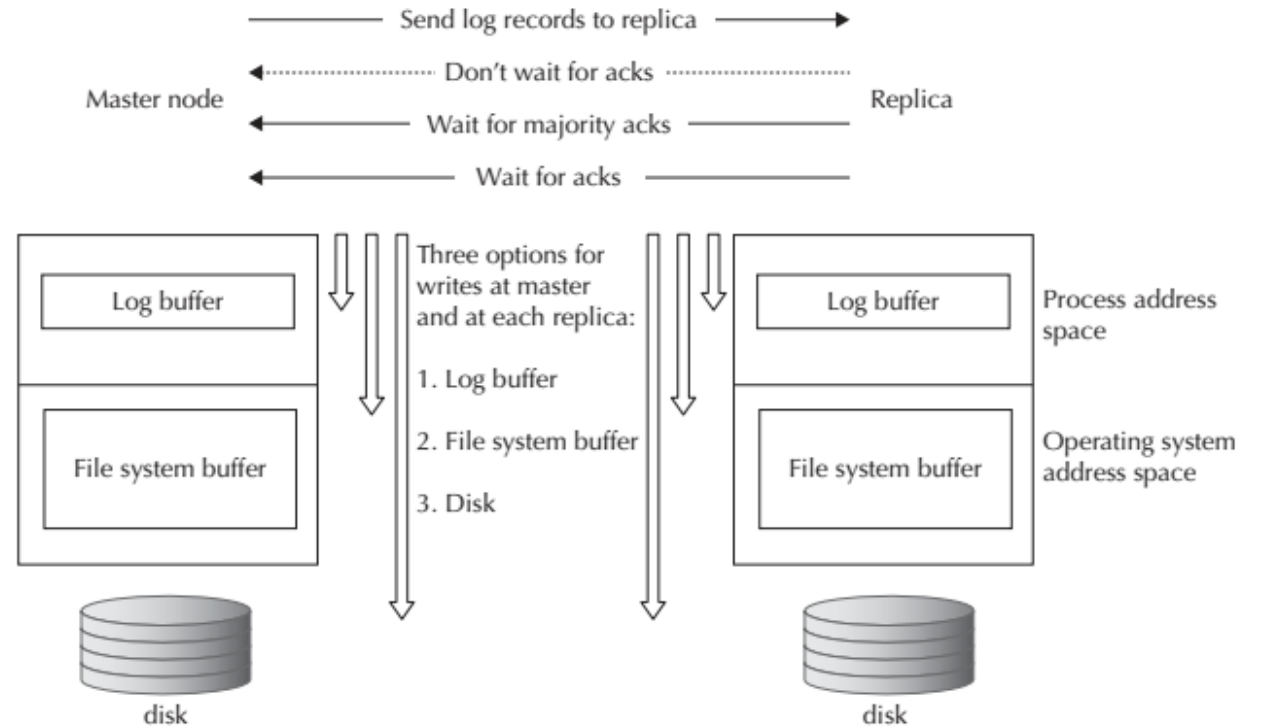 Send log records to replica
Don't wait for acks
Master node
Replica
Wait for majority acks
Wait for acks
Three options for
writes at master
and at each replica:
1. Log buffer
2. File system buffer
3. Disk
Log buffer
File system buffer
disk
Log buffer
File system buffer
disk
Process address
space
Operating system
address space